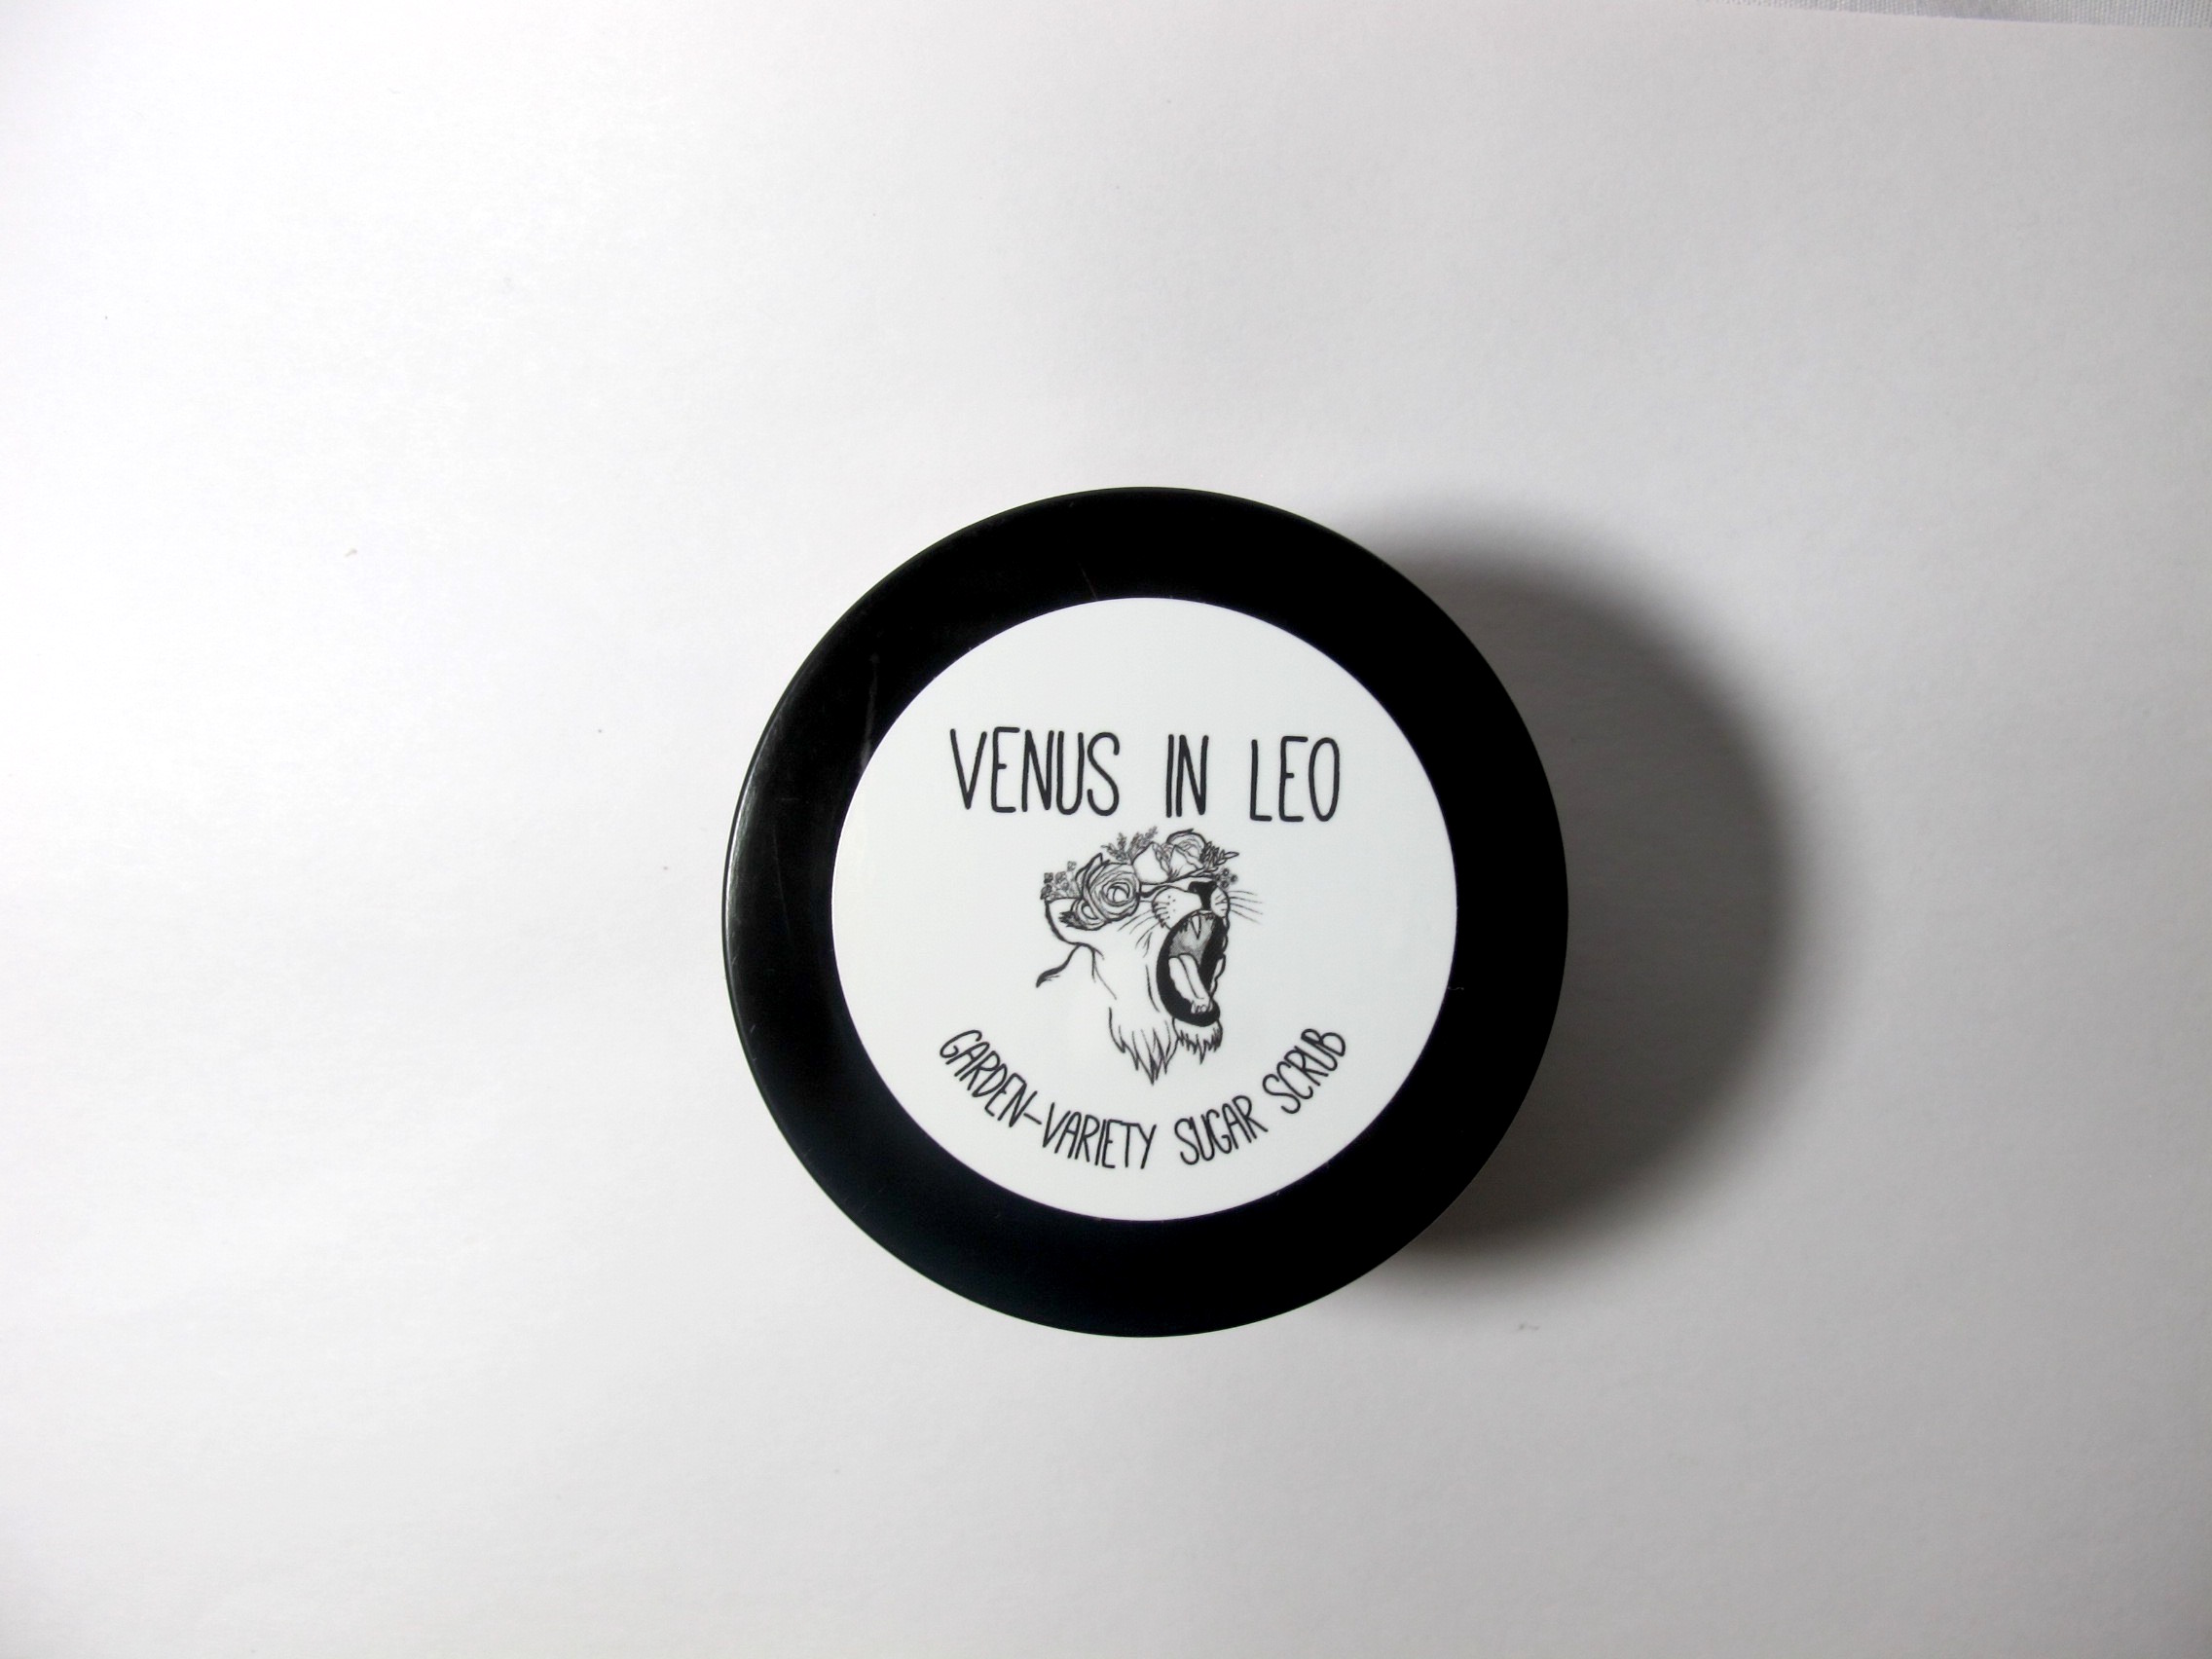 VENUS IN LEO
GARDEN-VARIETY SUGAR SCRUB